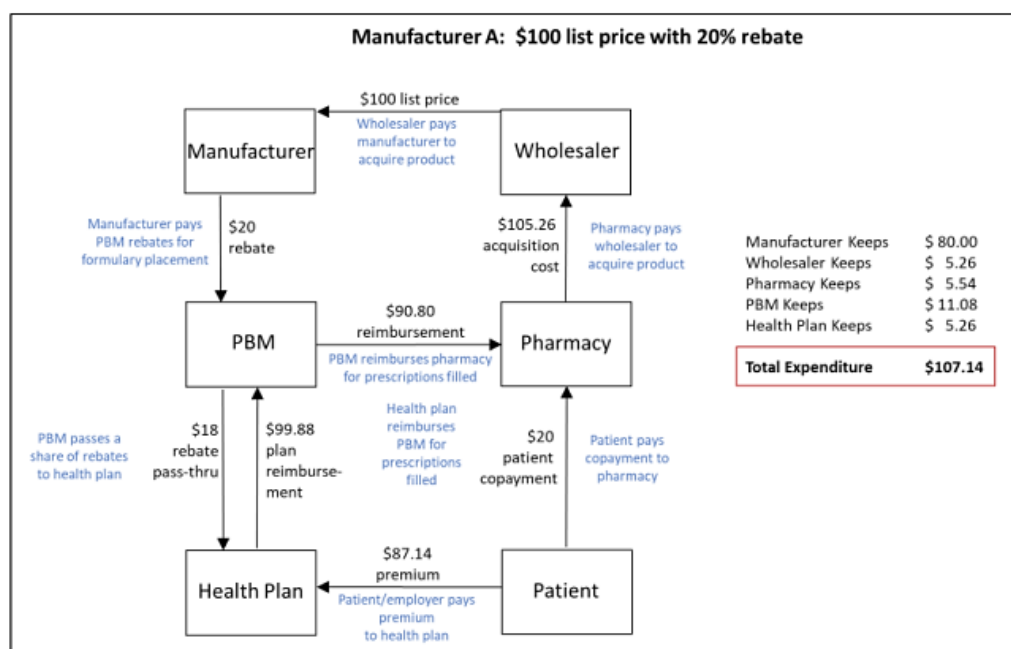 Manufacturer A:  $100 list price with 20% rebate
$100 list price
Wholesaler pays
manufacturer to
acquire product
Manufacturer
Wholesaler
Manufacturer pays
PBM rebates for
formulary placement
$20
rebate
$105.26
acquisition
cost
Pharmacy pays
wholesaler to
acquire product
Manufacturer Keeps $ 80.00
Wholesaler Keeps $ 5.26
Pharmacy Keeps $ 5.54
PBM Keeps $ 11.08
Health Plan Keeps $ 5.26
Total Expenditure $107.14
PBM
$90.80
reimbursement
PBM reimburses pharmacy
for prescriptions filled
Pharmacy
PBM passes a
share of rebates
to health plan
$18
rebate
pass-thru
$99.88
plan
reimburse-
ment
Health plan
reimburses
PBM for
prescriptions
filled
$20
patient
copayment
Patient pays
copayment to
pharmacy
Health Plan
$87.14
premium
Patient/employer pays
premium
to health plan
Patient